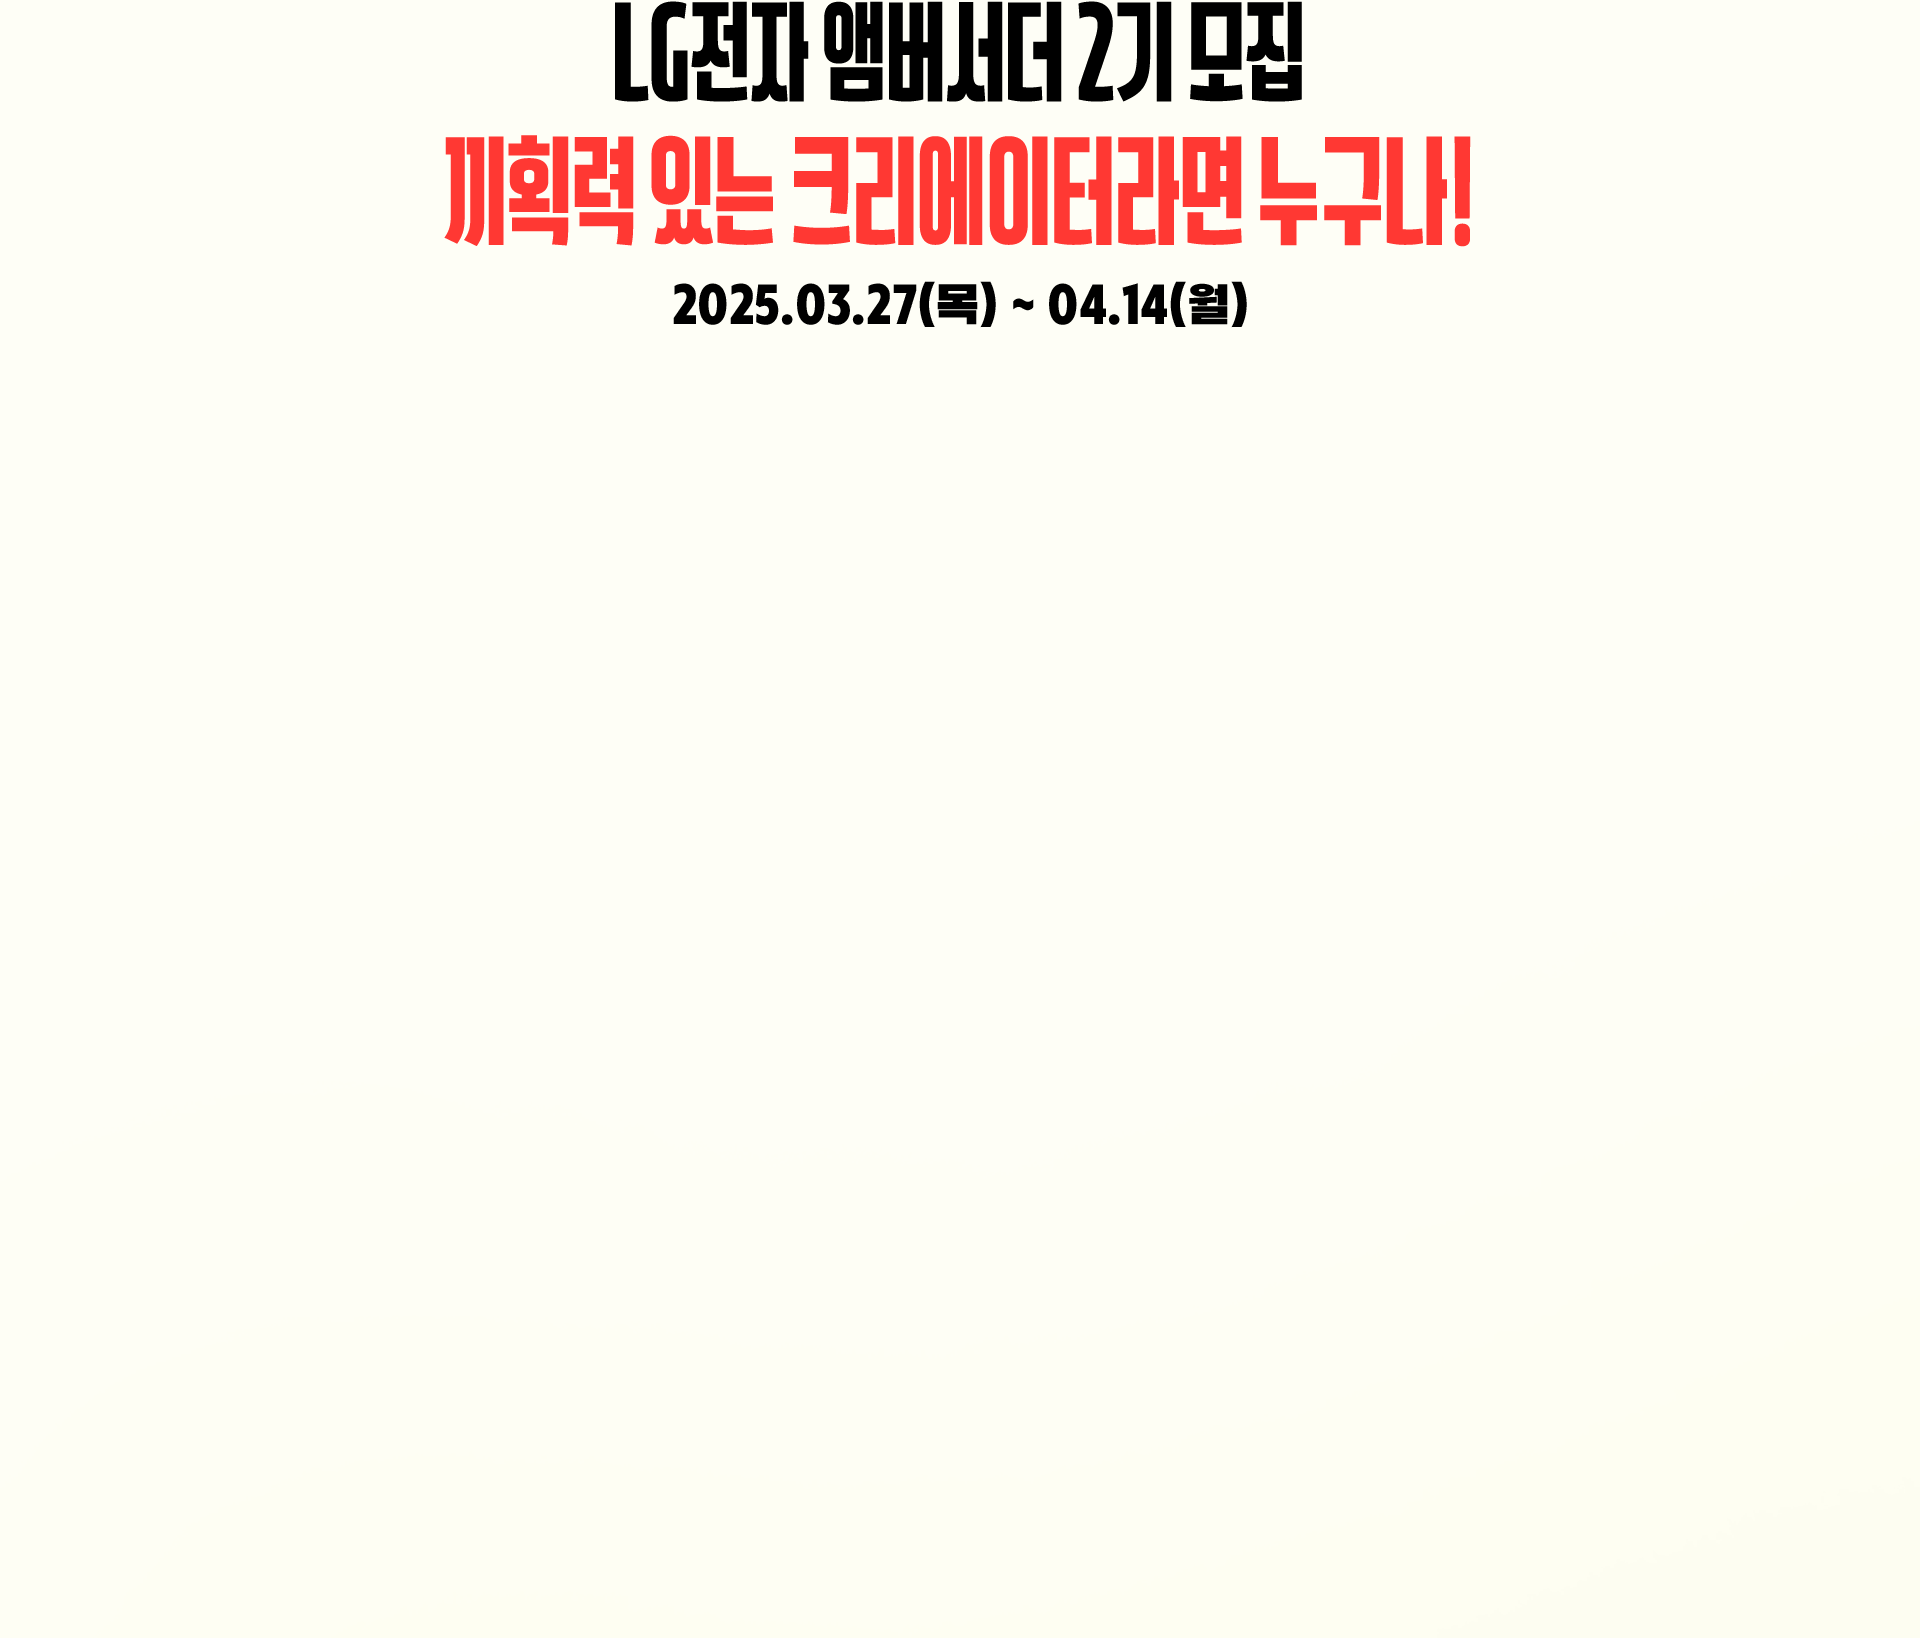 LG전자 앰버서더 2기 모집
끼획력 있는 크리에이터라면 누구나!
2025.03.27(목) ~ 04.14(월)